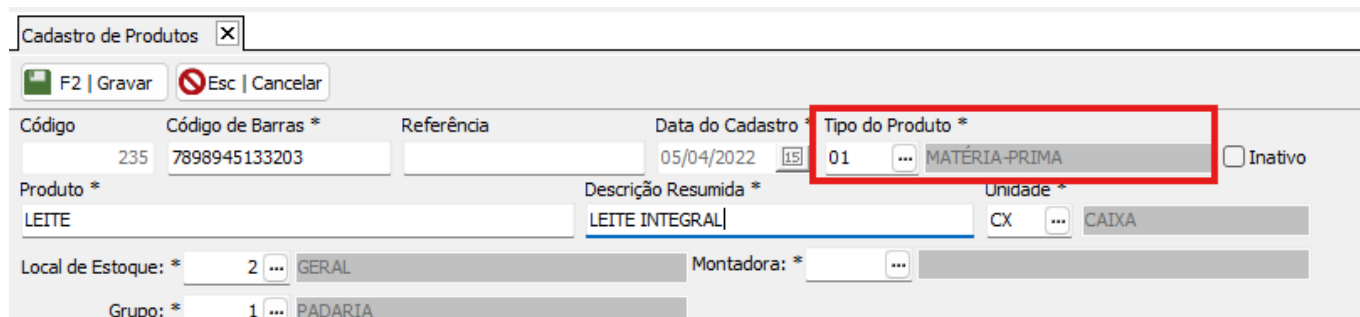 Cadastro de Produtos X
F2 | Gravar Esc | Cancelar
Código Código de Barras * Referência Data do Cadastro * Tipo do Produto *
235 7898945133203 05/04/2022 15 01 ... MATÉRIA-PRIMA Inativo
Produto * Descrição Resumida * Unidade *
LEITE LEITE INTEGRAL CX ... CAIXA
Local de Estoque: * 2 ... GERAL Montadora: * ...
Grupo: * 1 ... PADARIA